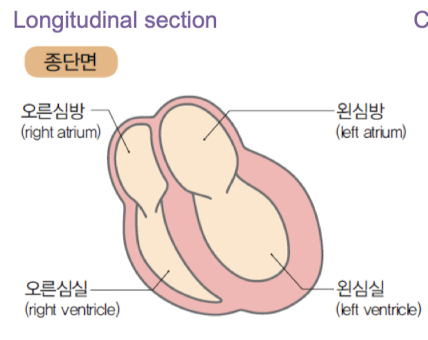 Longitudinal section
C
종단면
오른심방
(right atrium)
왼심방
(left atrium)
오른심실
(right ventricle)
왼심실
(left ventricle)